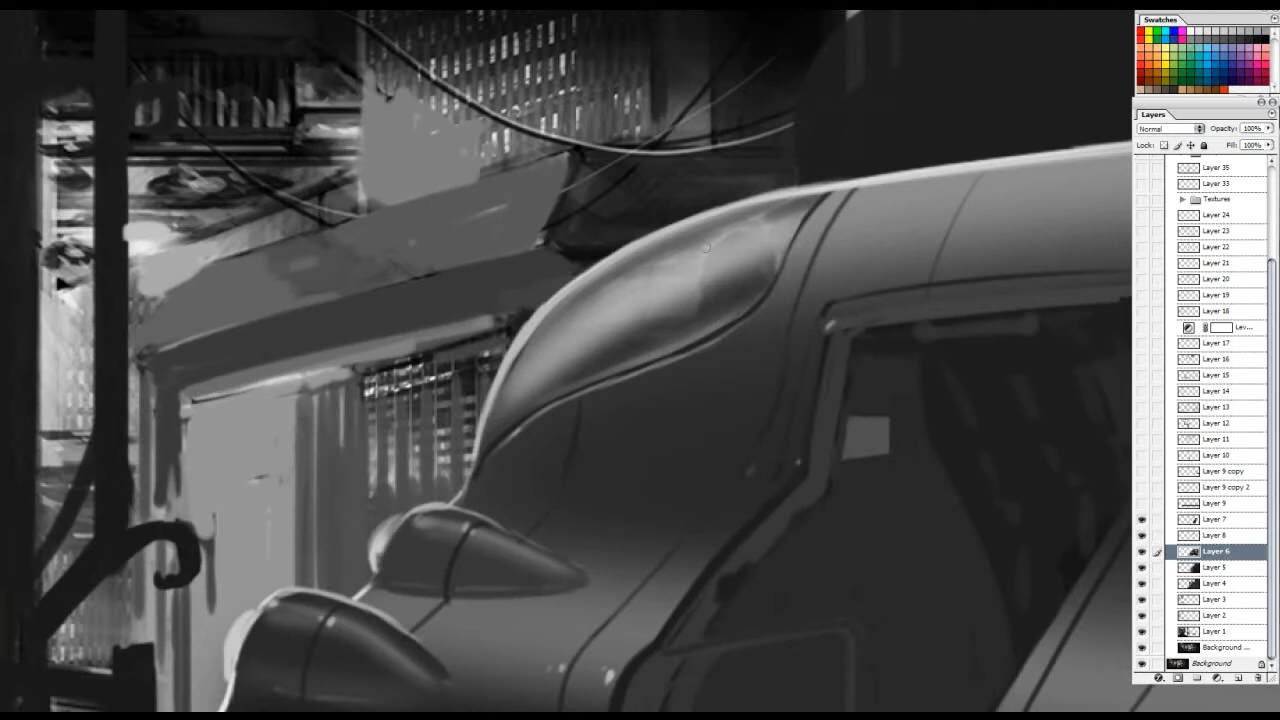 Swatches
Layers
Normal
Opacity: 100%
Lock:
Fill: 100%
Layer 35
Layer 33
Textures
Layer 24
Layer 23
Layer 22
Layer 21
Layer 20
Layer 19
Layer 18
Lev...
Layer 17
Layer 16
Layer 15
Layer 14
Layer 13
Layer 12
Layer 11
Layer 10
Layer 9 copy
Layer 9 copy 2
Layer 9
Layer 7
Layer 8
Layer 6
Layer 5
Layer 4
Layer 3
Layer 2
Layer 1
Background ...
Background